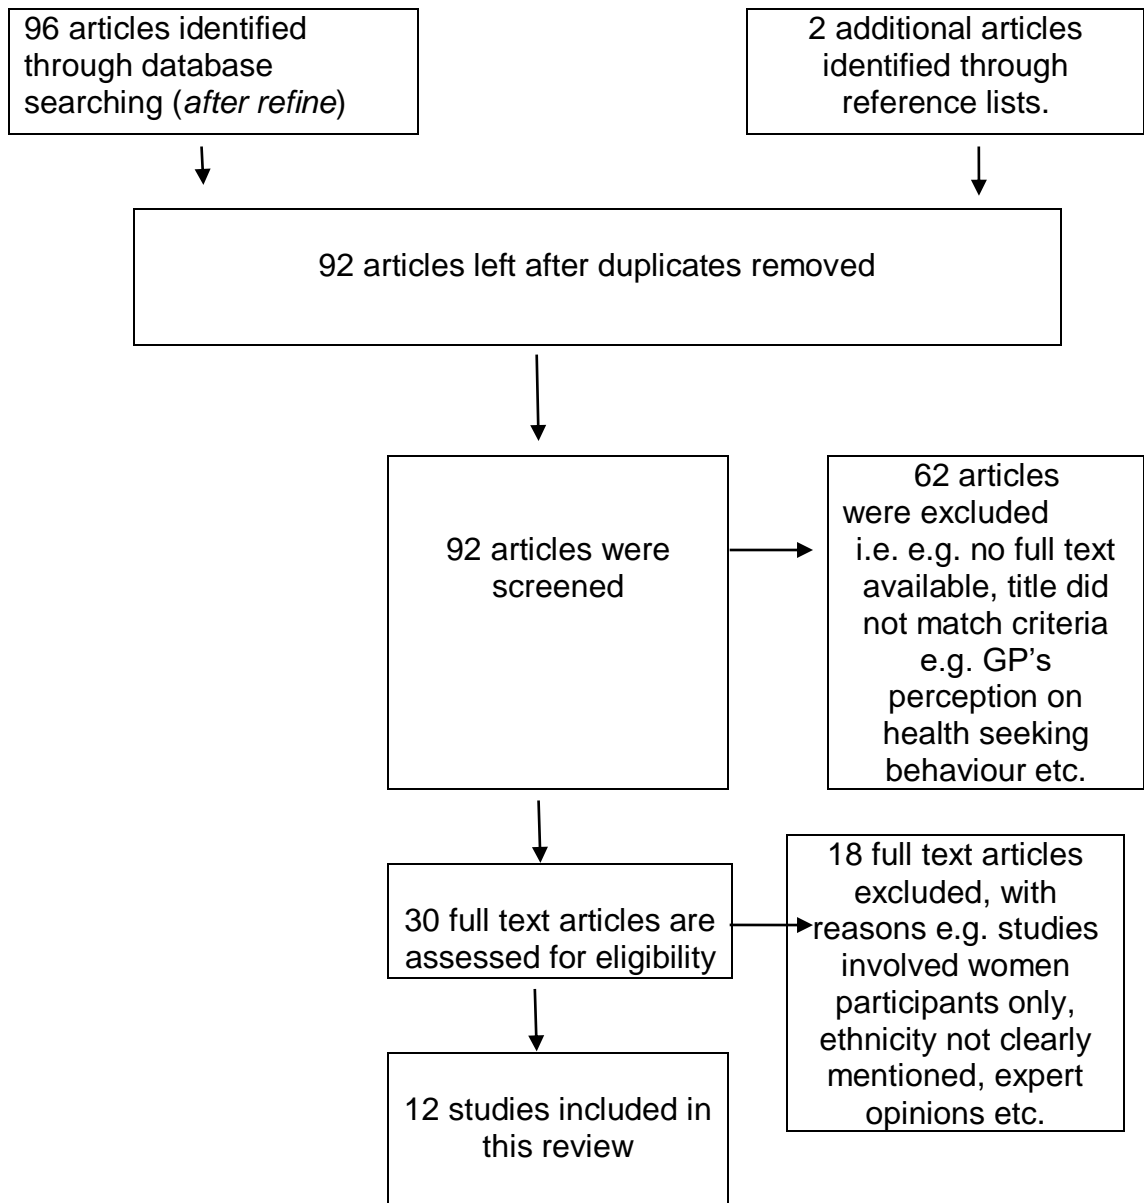 96 articles identified
through database
searching (after refine)
2 additional articles
identified through
reference lists.
92 articles left after duplicates removed
92 articles were
screened
62 articles
were excluded
i.e. e.g. no full text
available, title did
not match criteria
e.g. GP's
perception on
health seeking
behaviour etc.
30 full text articles are
assessed for eligibility
18 full text articles
excluded, with
reasons e.g. studies
involved women
participants only,
ethnicity not clearly
mentioned, expert
opinions etc.
12 studies included in
this review